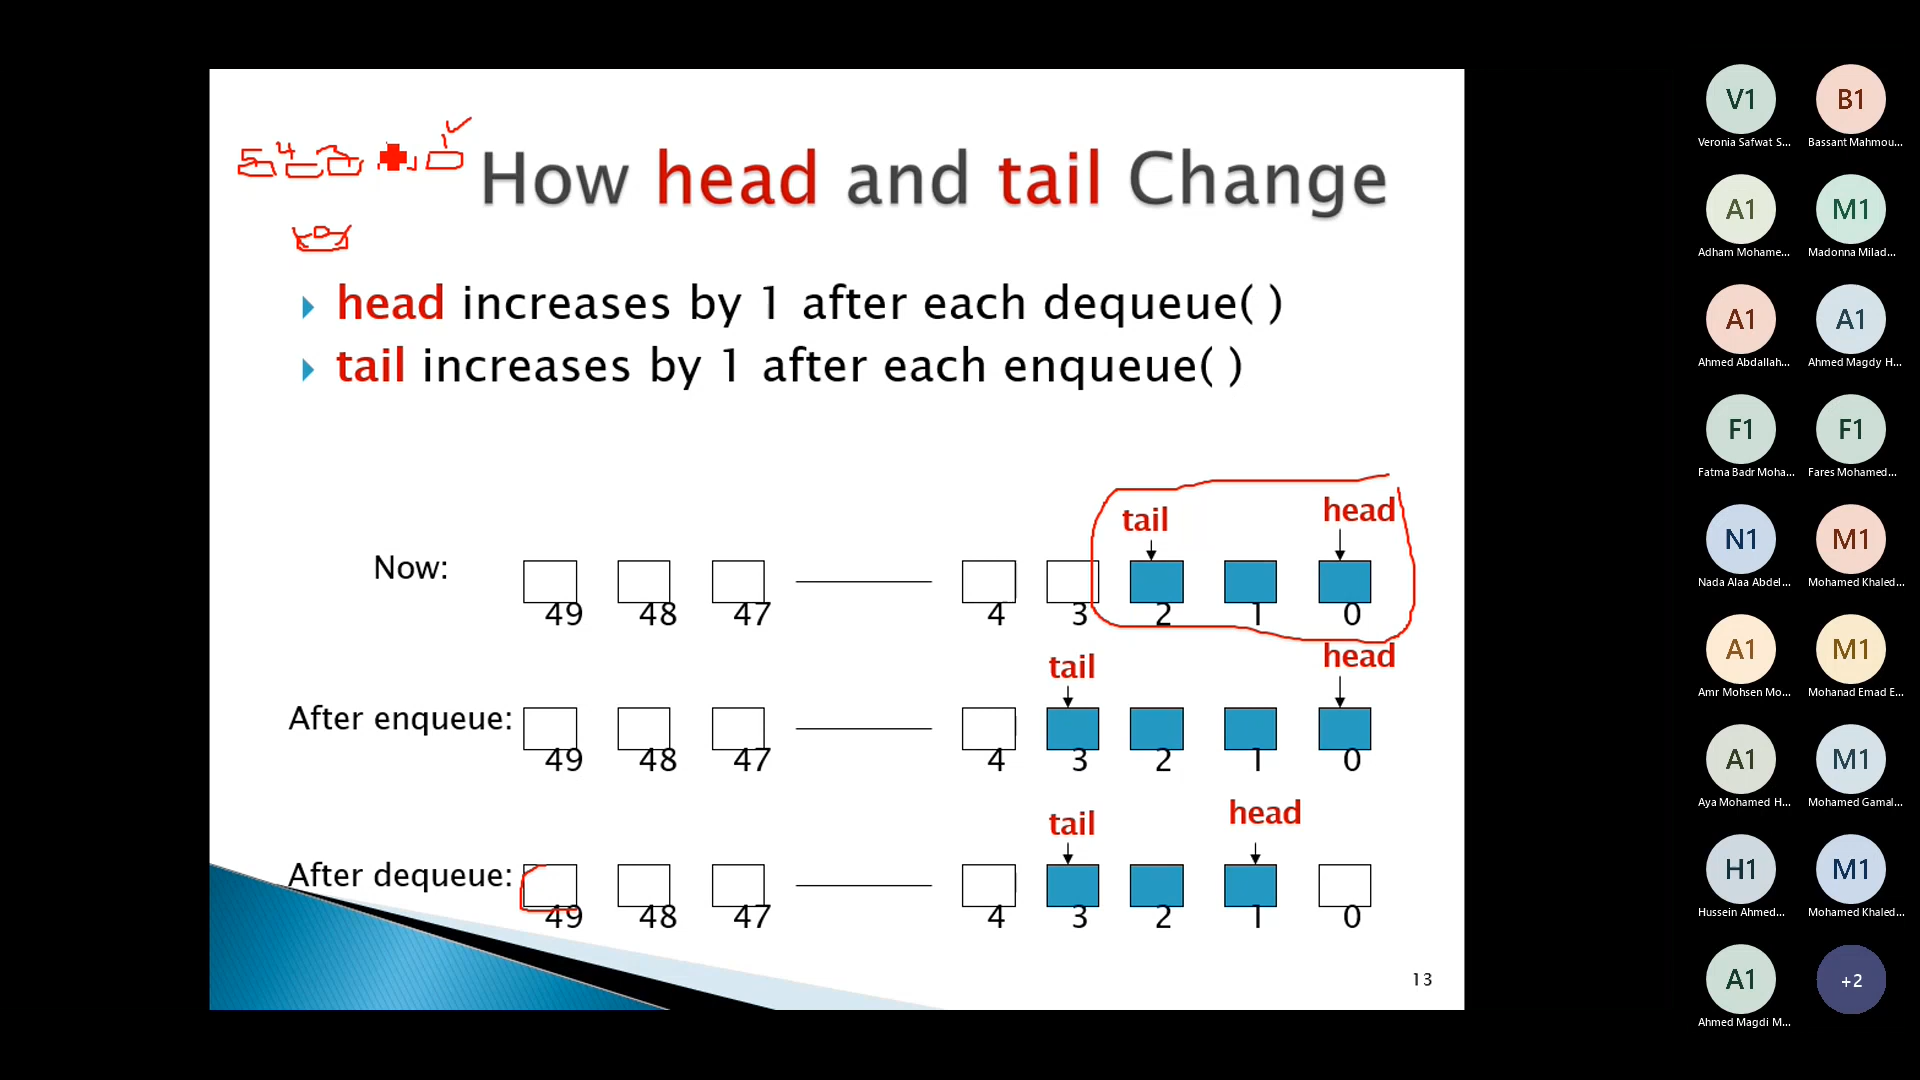 How head and tail Change
5 4
head increases by 1 after each dequeue( )
tail increases by 1 after each enqueue( )
tail head
Now:
49 48 47 4 3 2 1 0
tail head
After enqueue:
49 48 47 4 3 2 1 0
tail head
After dequeue:
49 48 47 4 3 2 1 0
13
V1 B1
Veronia Safwat S... Bassant Mahmou...
A1 M1
Adham Mohame... Madonna Milad...
A1 A1
Ahmed Abdallah... Ahmed Magdy H...
F1 F1
Fatma Badr Moha... Fares Mohamed...
N1 M1
Nada Alaa Abdel... Mohamed Khaled...
A1 M1
Amr Mohsen Mo... Mohanad Emad E...
A1 M1
Aya Mohamed H... Mohamed Gamal...
H1 M1
Hussein Ahmed... Mohamed Khaled...
A1 +2
Ahmed Magdi M...